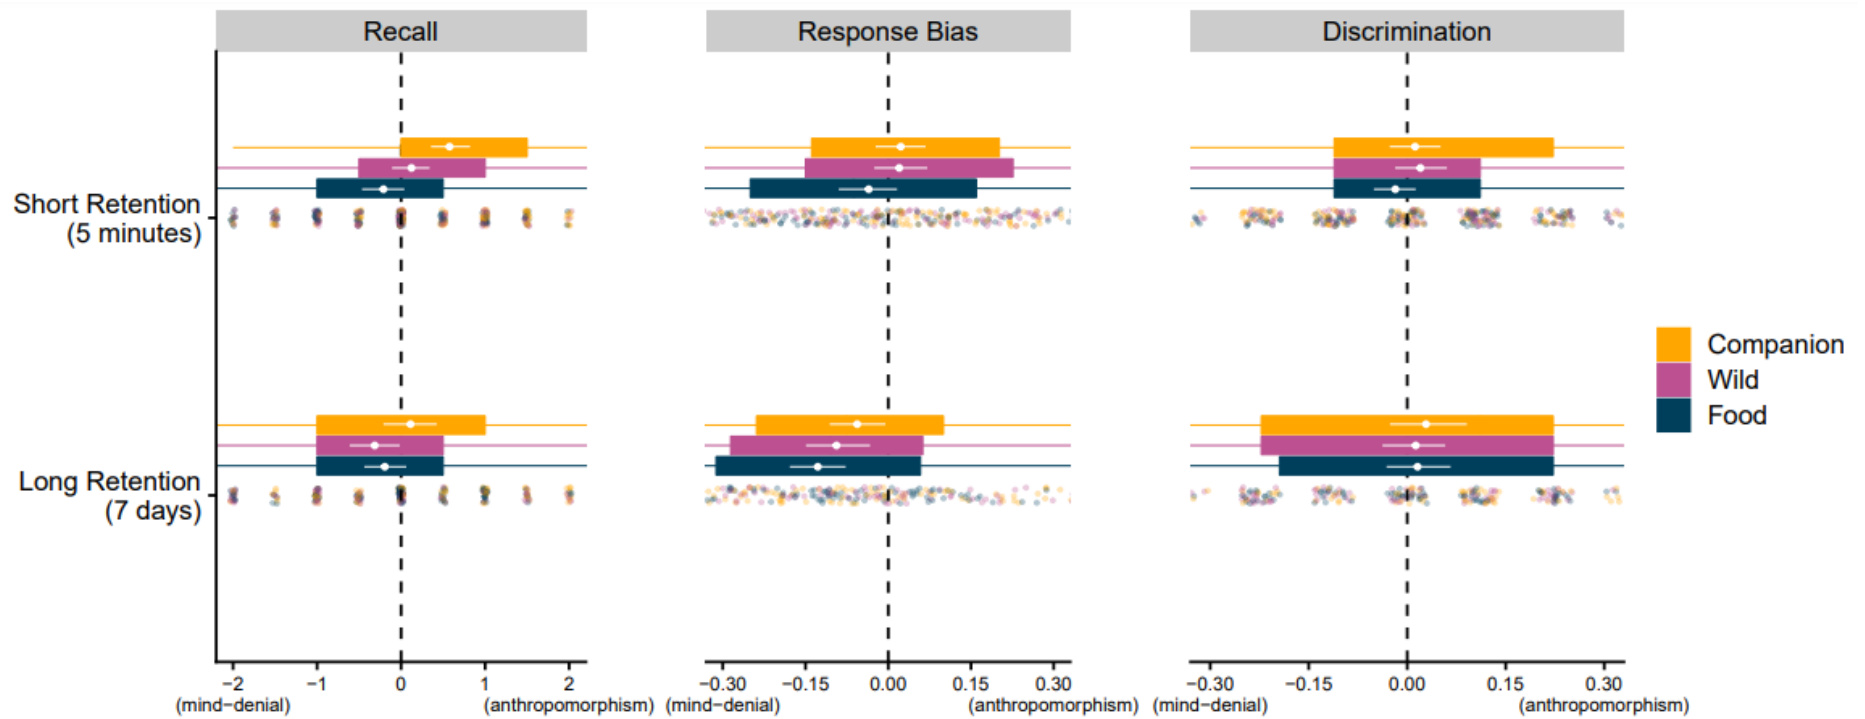 Recall
Response Bias
Discrimination
Short Retention
(5 minutes)
Long Retention
(7 days)
Companion
Wild
Food
−2 −1 0 1 2
(mind−denial) (anthropomorphism)
−0.30 −0.15 0.00 0.15 0.30
(mind−denial) (anthropomorphism)
−0.30 −0.15 0.00 0.15 0.30
(mind−denial) (anthropomorphism)